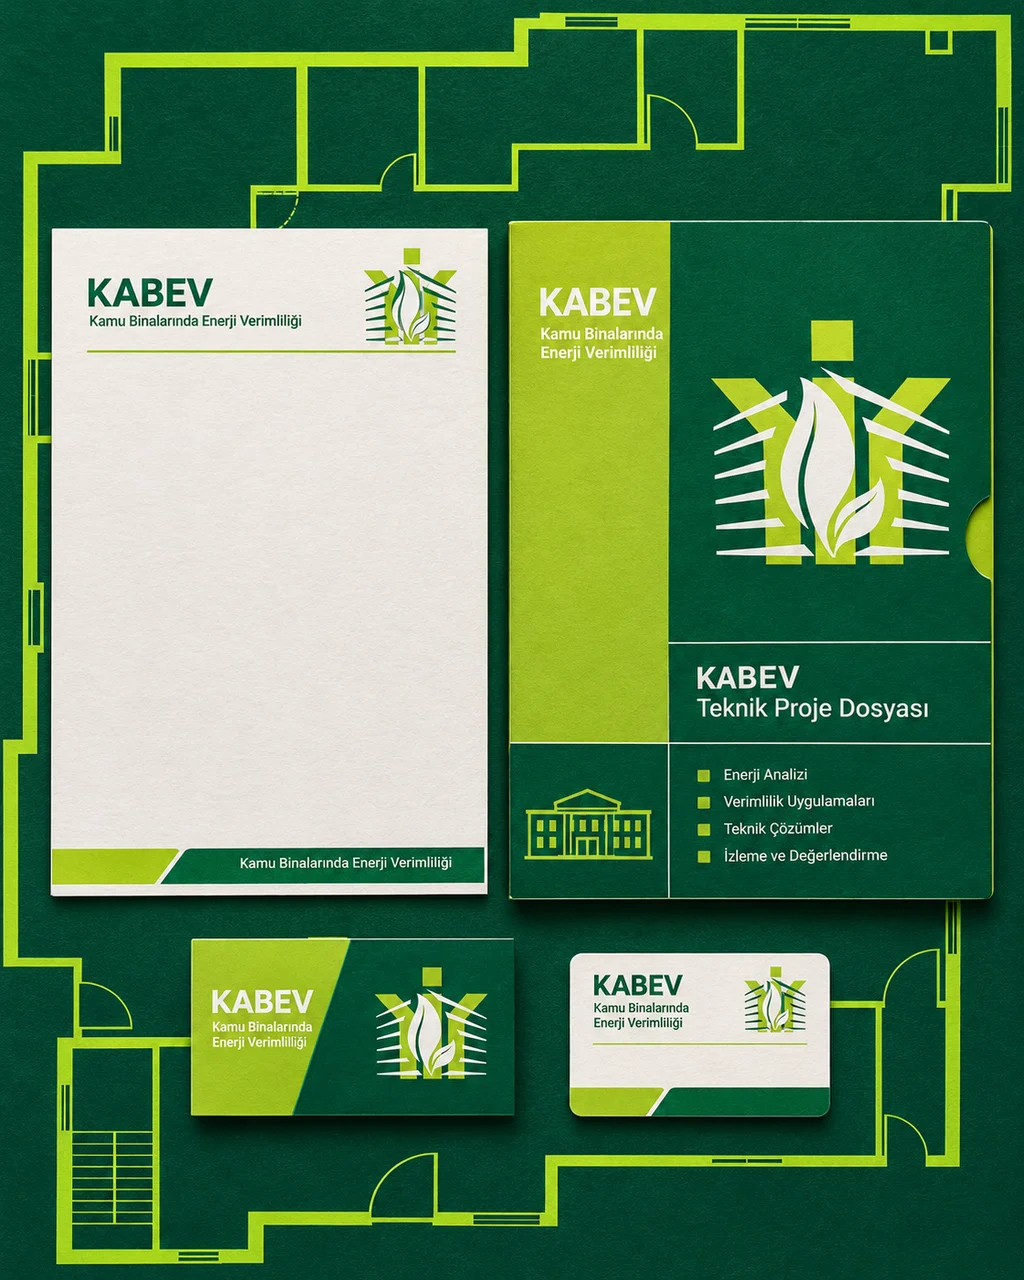 KABEV
Kamu Binalarında Enerji Verimliliği
Kamu Binalarında Enerji Verimliliği
KABEV
Kamu Binalarında
Enerji Verimliliği
KABEV
Teknik Proje Dosyası
Enerji Analizi
Verimlilik Uygulamaları
Teknik Çözümler
İzleme ve Değerlendirme
KABEV
Kamu Binalarında
Enerji Verimlilliği
KABEV
Kamu Binalarında
Enerji Verimliliği